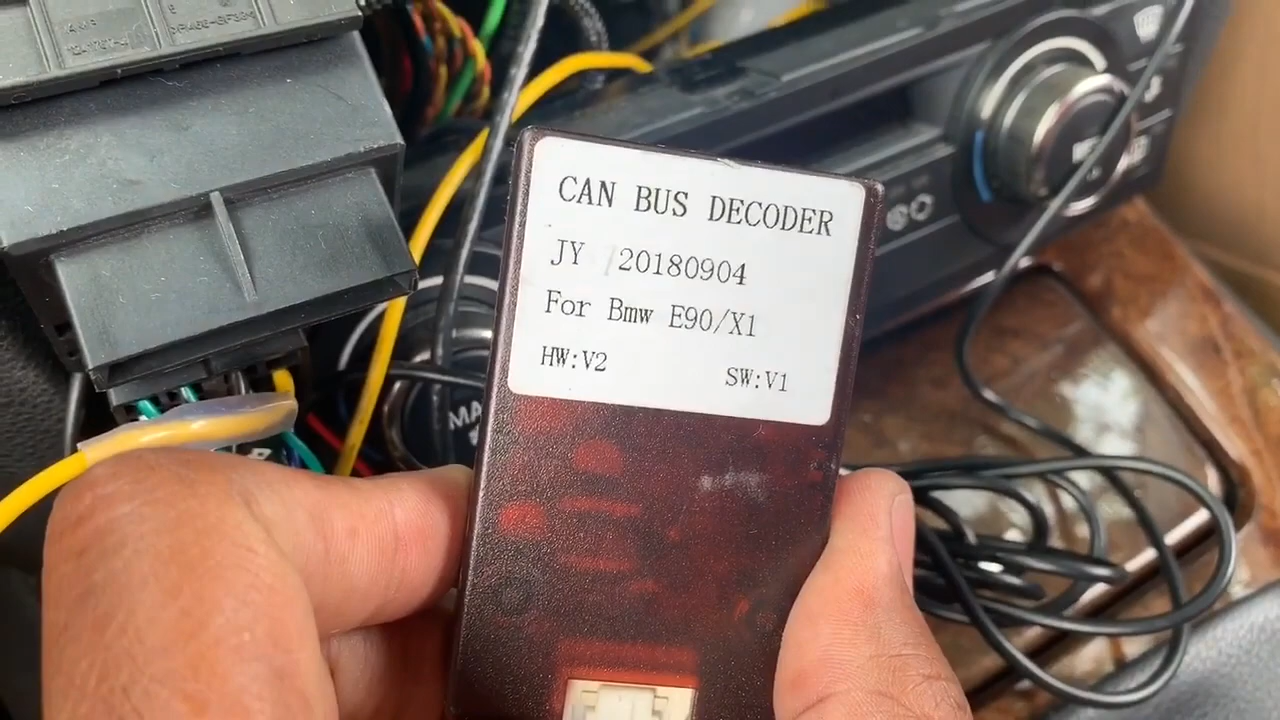 CAN BUS DECODER
JY 20180904
For Bmw E90/X1
HW:V2
SW:V1